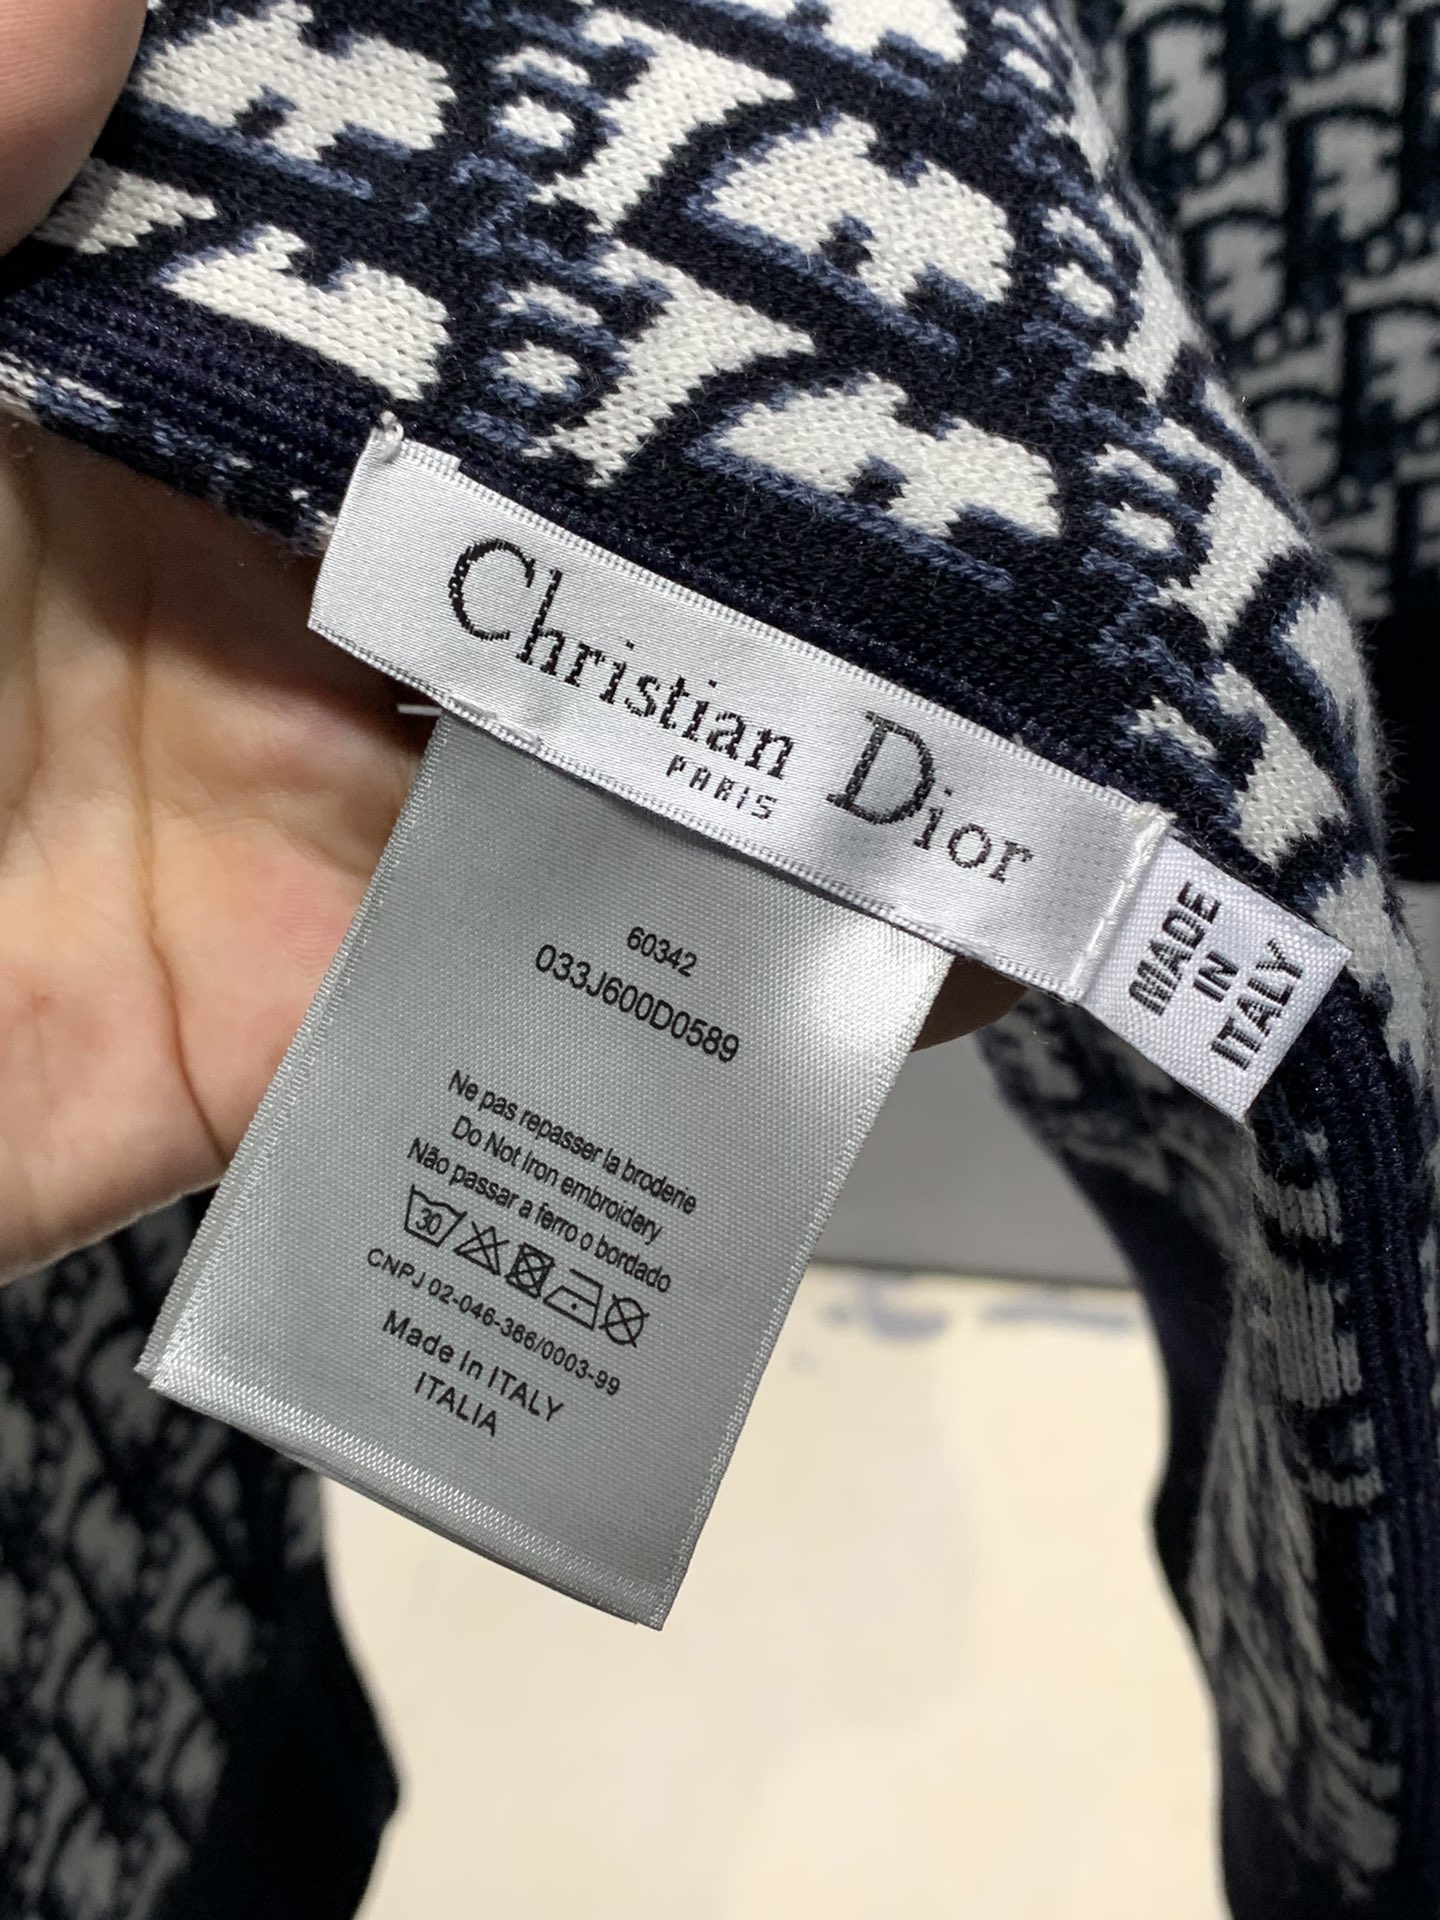 Christian Dior
PARIS
MADE
IN
ITALY
60342
033J600D0589
Ne pas repasser la broderie
Do Not Iron embroidery
Não passar a ferro o bordado
30
CNPJ 02-046-366/0003-99
Made In ITALY
ITALIA